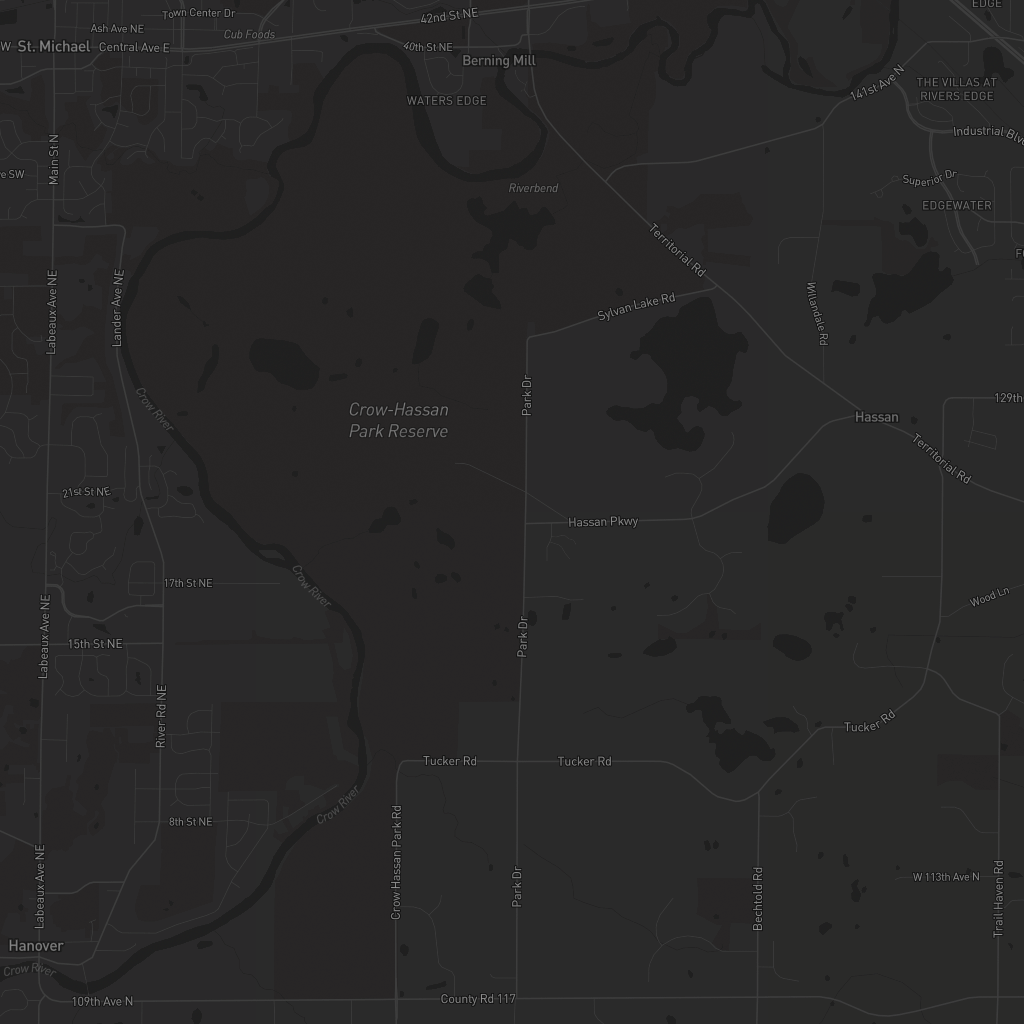 Town Center Dr
42nd St NE
EDGE
Ash Ave NE
Cub Foods
W
St. Michael
Central Ave E
40th St NE
Berning Mill
WATERS EDGE
141st Ave N
THE VILLAS AT
RIVERS EDGE
Industrial Blv
Main St N
ve SW
Riverbend
Superior Dr
EDGEWATER
Territorial Rd
Fu
Labeaux Ave NE
Lander Ave NE
Sylvan Lake Rd
Willandale Rd
Park Dr
Crow River
Crow-Hassan
Park Reserve
129th
Hassan
Territorial Rd
21st St NE
Hassan Pkwy
17th St NE
Crow River
Wood Ln
Labeaux Ave NE
15th St NE
Park Dr
River Rd NE
Tucker Rd
Tucker Rd
Tucker Rd
Crow River
8th St NE
Crow Hassan Park Rd
Labeaux Ave NE
Park Dr
Bechtold Rd
W 113th Ave N
Trail Haven Rd
Hanover
Crow River
109th Ave N
County Rd 117